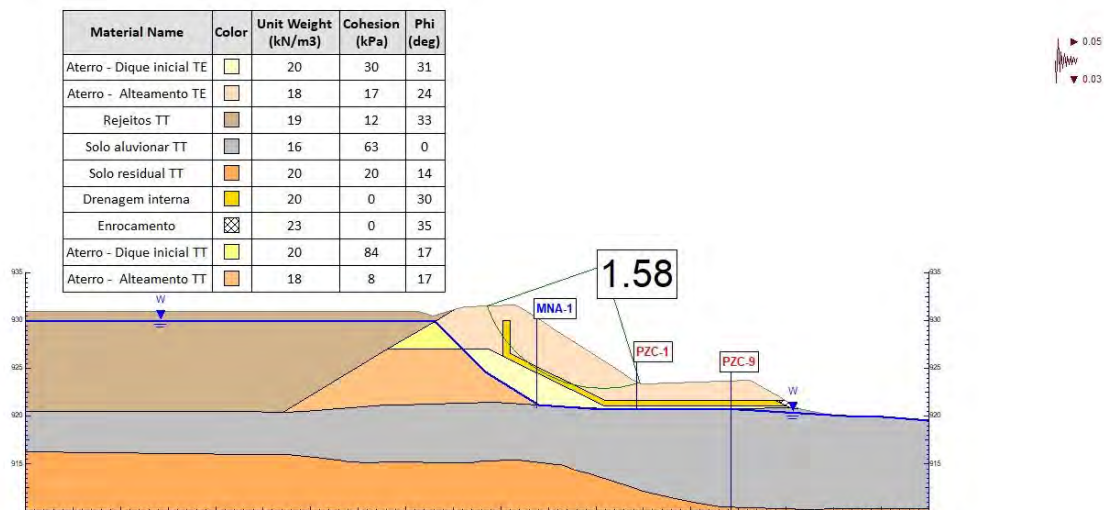 Material Name Color Unit Weight (kN/m3) Cohesion (kPa) Phi (deg)
Aterro - Dique inicial TE 20 30 31
Aterro - Alteamento TE 18 17 24
Rejeitos TT 19 12 33
Solo aluvionar TT 16 63 0
Solo residual TT 20 20 14
Drenagem interna 20 0 30
Enrocamento 23 0 35
Aterro - Dique inicial TT 20 84 17
Aterro - Alteamento TT 18 8 17
0.05
0.03
935
930
925
920
915
W
1.58
MNA-1
PZC-1
PZC-9
W
935
930
925
920
915